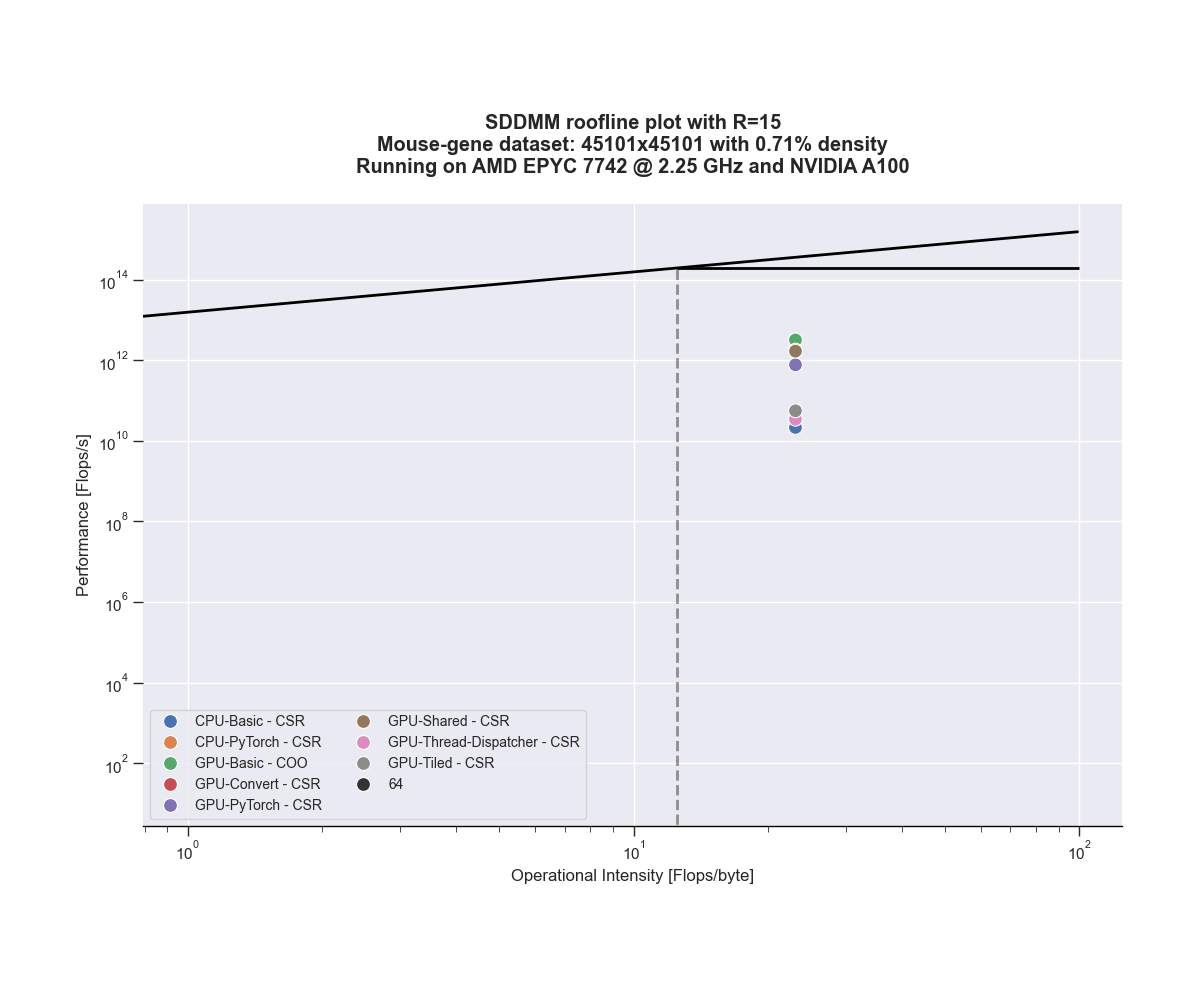 SDDMM roofline plot with R=15
Mouse-gene dataset: 45101x45101 with 0.71% density
Running on AMD EPYC 7742 @ 2.25 GHz and NVIDIA A100
Performance [Flops/s]
10^14
10^12
10^10
10^8
10^6
10^4
10^2
CPU-Basic - CSR
CPU-PyTorch - CSR
GPU-Basic - COO
GPU-Convert - CSR
GPU-PyTorch - CSR
GPU-Shared - CSR
GPU-Thread-Dispatcher - CSR
GPU-Tiled - CSR
64
10^0
10^1
10^2
Operational Intensity [Flops/byte]